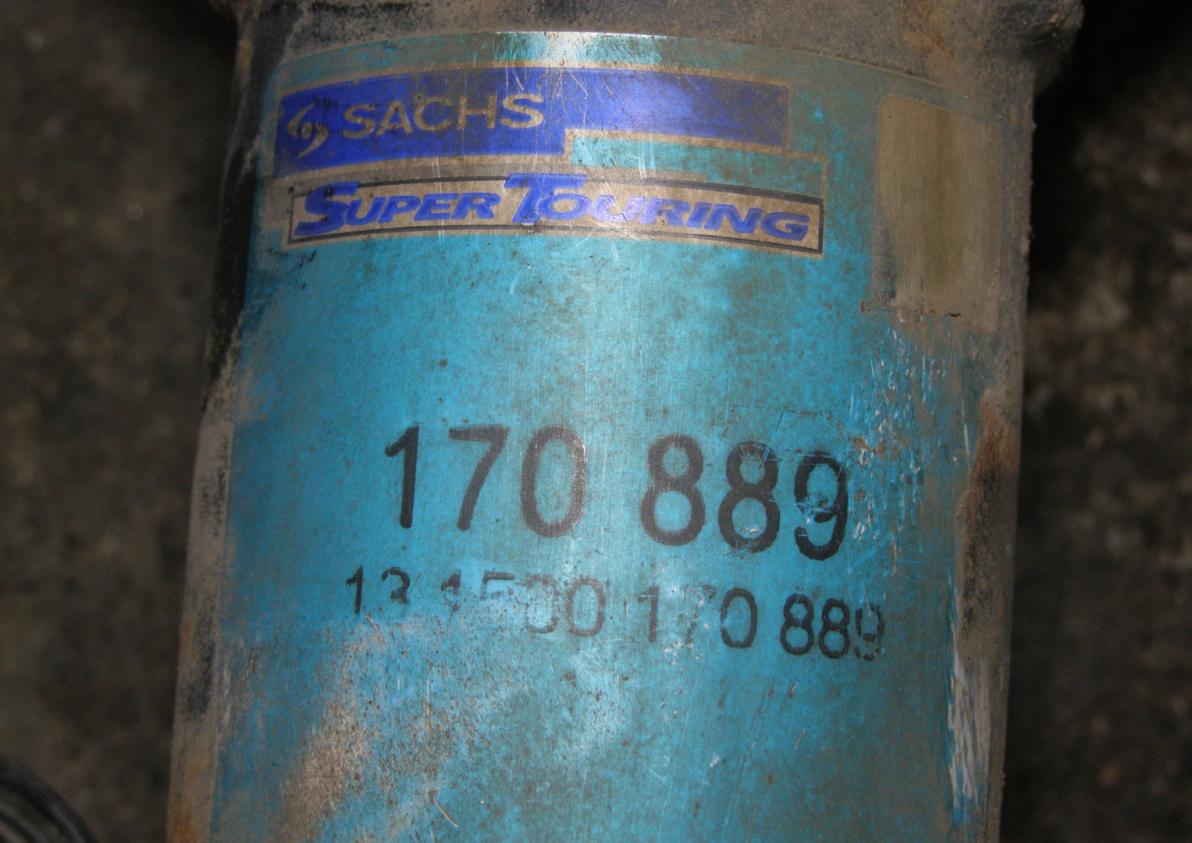 SACHS
SUPER TOURING
170 889
170 889